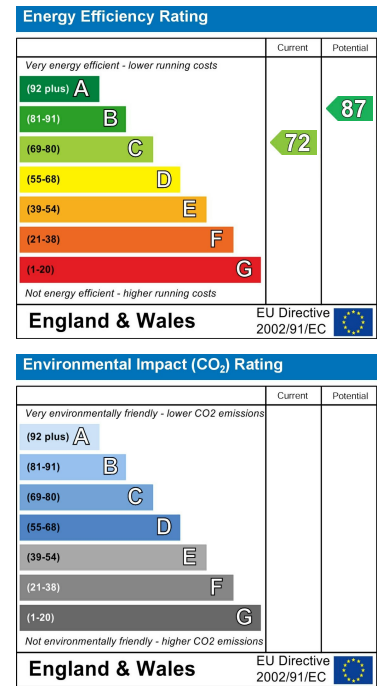 Energy Efficiency Rating
Current Potential
Very energy efficient - lower running costs
(92 plus) A
(81-91) B
87
(69-80) C
72
(55-68) D
(39-54) E
(21-38) F
(1-20) G
Not energy efficient - higher running costs
England & Wales
EU Directive
2002/91/EC
Environmental Impact (CO₂) Rating
Current Potential
Very environmentally friendly - lower CO2 emissions
(92 plus) A
(81-91) B
(69-80) C
(55-68) D
(39-54) E
(21-38) F
(1-20) G
Not environmentally friendly - higher CO2 emissions
England & Wales
EU Directive
2002/91/EC